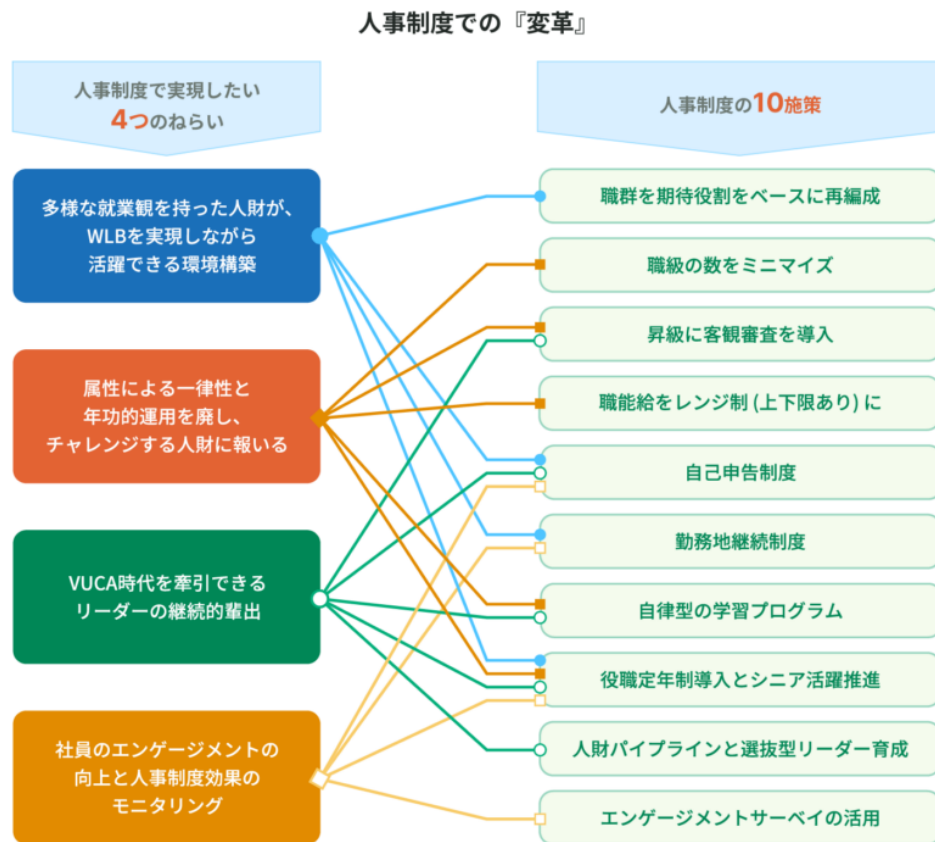 人事制度での『変革』
人事制度で実現したい
4つのねらい
人事制度の10施策
多様な就業観を持った人財が、
WLBを実現しながら
活躍できる環境構築
属性による一律性と
年功的運用を廃し、
チャレンジする人財に報いる
VUCA時代を牽引できる
リーダーの継続的輩出
社員のエンゲージメントの
向上と人事制度効果の
モニタリング
職群を期待役割をベースに再編成
職級の数をミニマイズ
昇級に客観審査を導入
職能給をレンジ制 (上下限あり) に
自己申告制度
勤務地継続制度
自律型の学習プログラム
役職定年制導入とシニア活躍推進
人財パイプラインと選抜型リーダー育成
エンゲージメントサーベイの活用